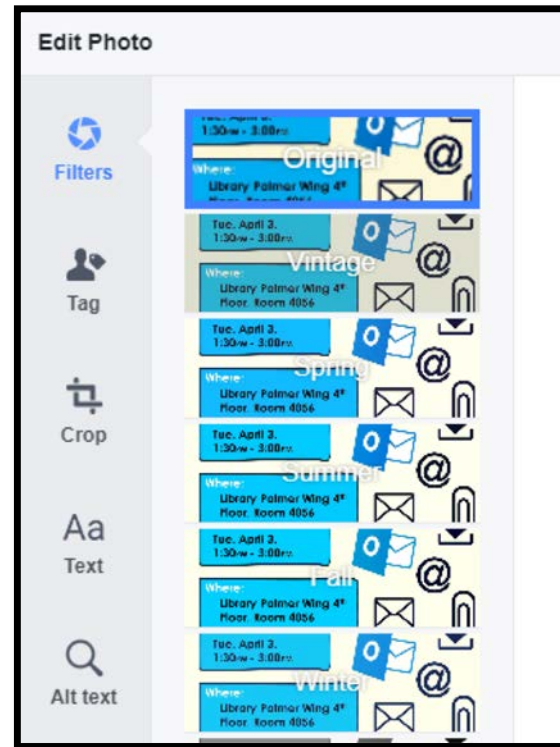 Edit Photo
Filters
Tag
Crop
Aa
Text
Alt text
1:30PM - 3:00PM
Original
@
Where:
Library Palmer Wing 4th
Floor, Room 4056
Tue. April 3,
1:30PM - 3:00PM
Vintage
@
Where:
Library Palmer Wing 4th
Floor, Room 4056
Tue. April 3,
1:30PM - 3:00PM
Spring
@
Where:
Library Palmer Wing 4th
Floor, Room 4056
Tue. April 3,
1:30PM - 3:00PM
Summer
@
Where:
Library Palmer Wing 4th
Floor, Room 4056
Tue. April 3,
1:30PM - 3:00PM
Fall
@
Where:
Library Palmer Wing 4th
Floor, Room 4056
Tue. April 3,
1:30PM - 3:00PM
Winter
@
Where:
Library Palmer Wing 4th
Floor, Room 4056